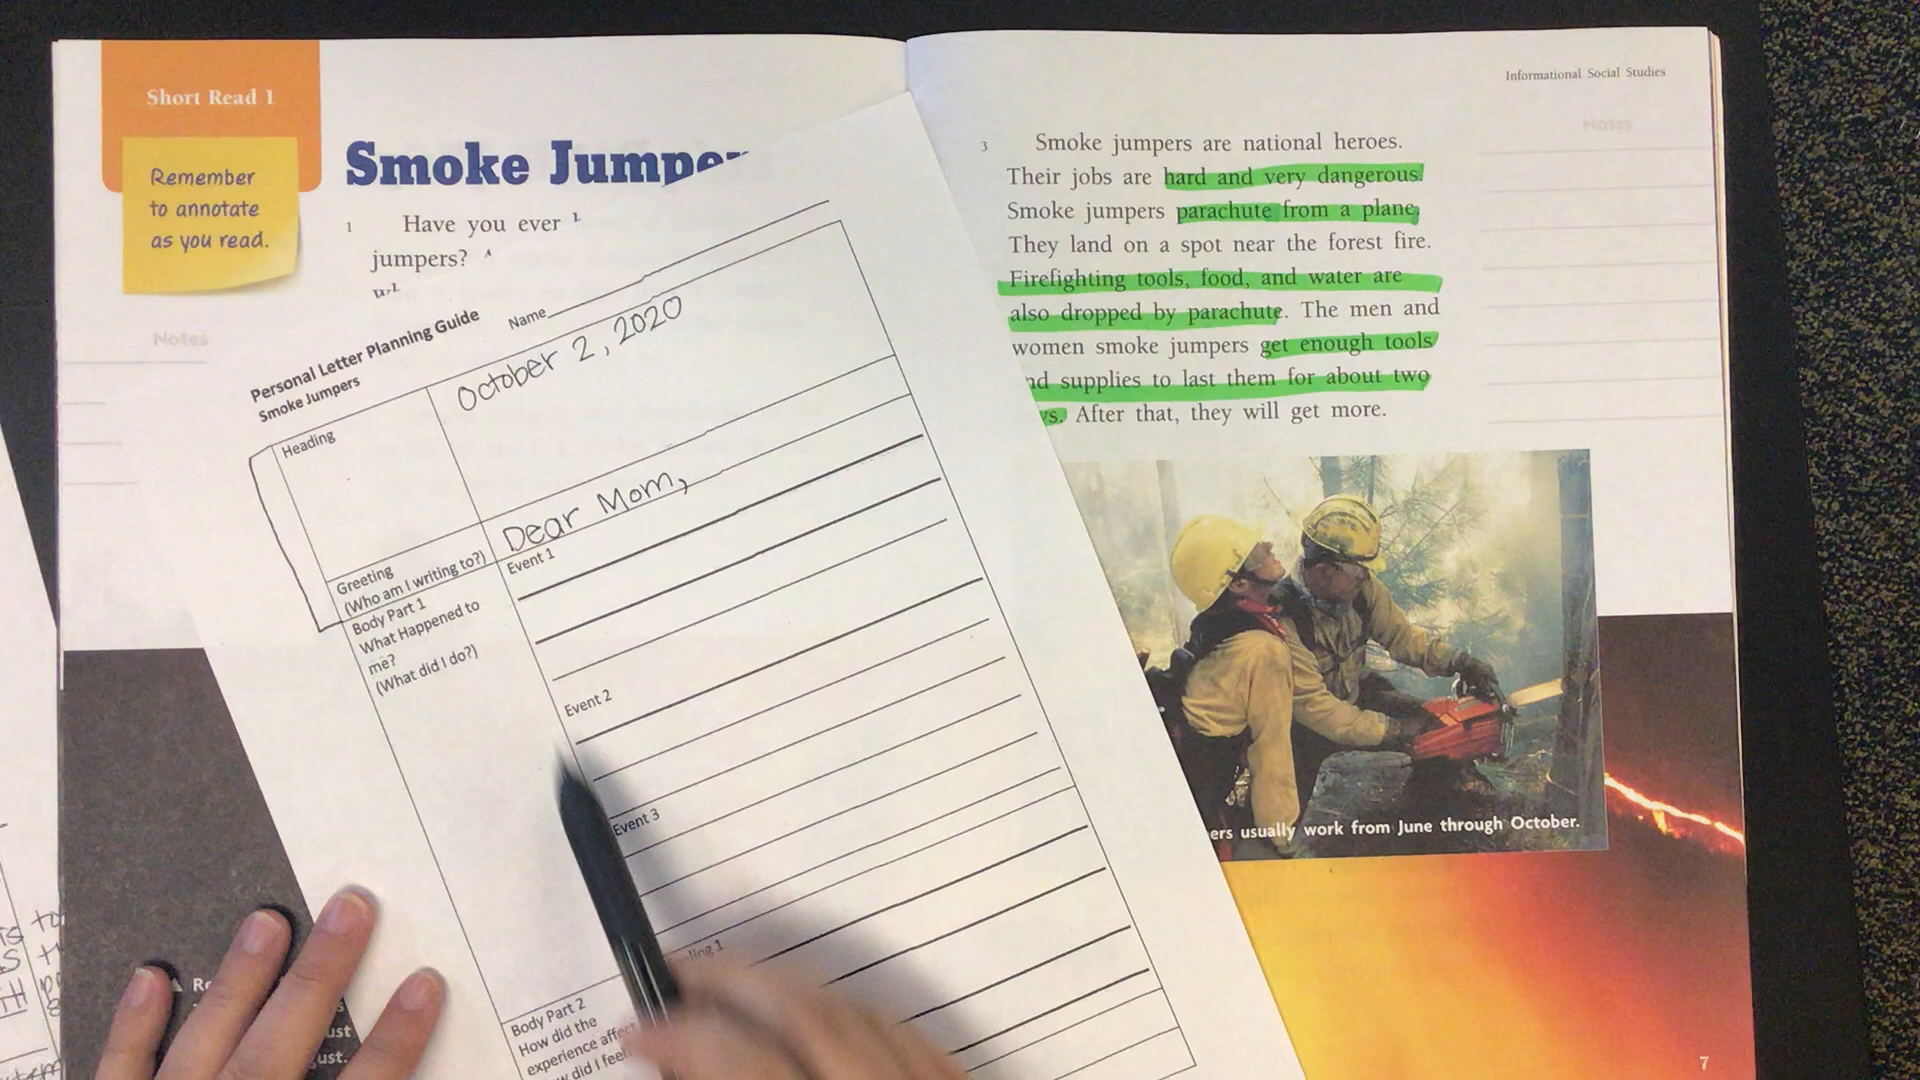 Short Read 1
Remember
to annotate
as you read.
Notes
Smoke
1 Have you ever
jumpers?
Personal Letter Planning Guide
Smoke Jumpers
Name
Heading
October 2, 2020
Greeting
(Who am I writing to?)
Dear Mom,
Body Part 1
What Happened to
me?
(What did I do?)
Event 1
Event 2
Event 3
Body Part 2
How did the
experience
did I
Informational Social Studies
Notes
3 Smoke jumpers are national heroes.
Their jobs are hard and very dangerous.
Smoke jumpers parachute from a plane.
They land on a spot near the forest fire.
Firefighting tools, food, and water are
also dropped by parachute. The men and
women smoke jumpers get enough tools
supplies to last them for about two
After that, they will get more.
usually work from June through October.
7